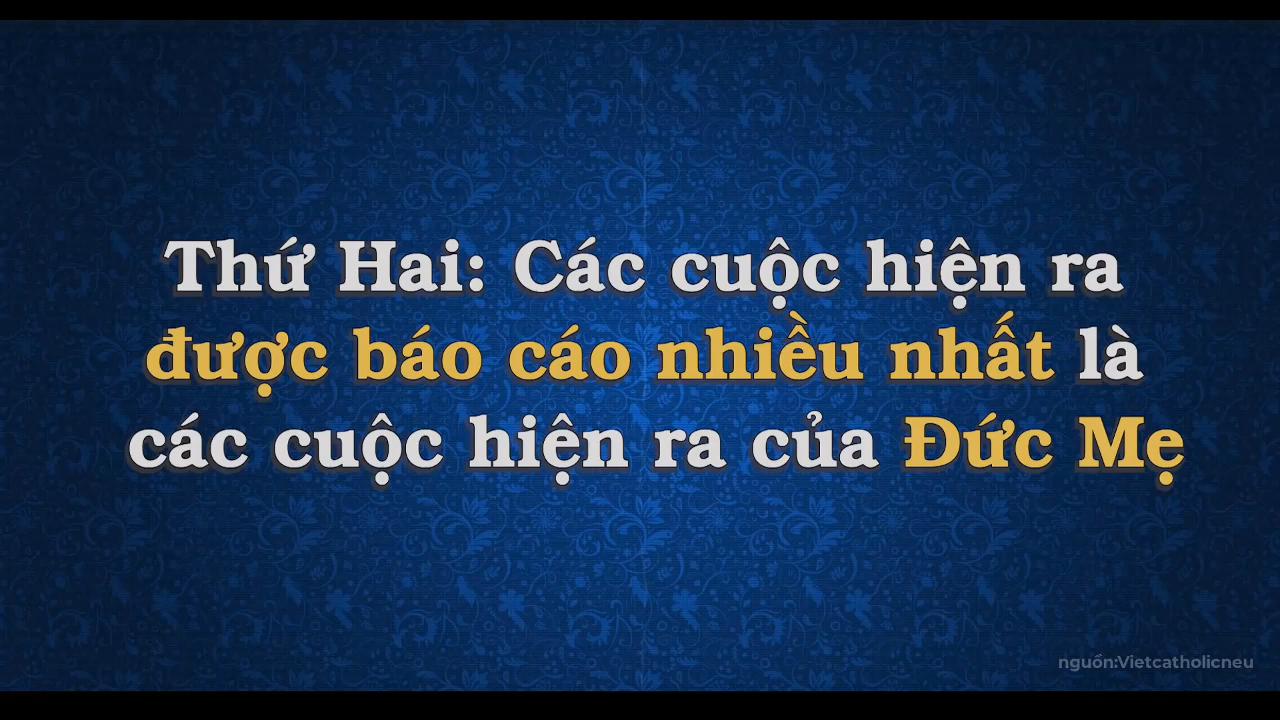 Thứ Hai: Các cuộc hiện ra
được báo cáo nhiều nhất là
các cuộc hiện ra của Đức Mẹ
nguồn:Vietcatholicneu